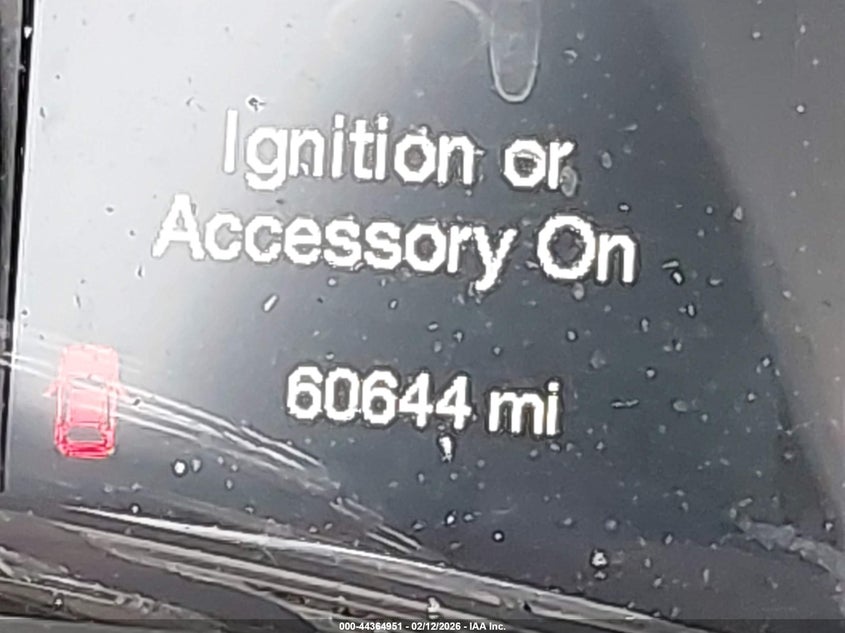 Ignition or
Accessory On
60644 mi
000-44364951 - 02/12/2026 - IAA Inc.